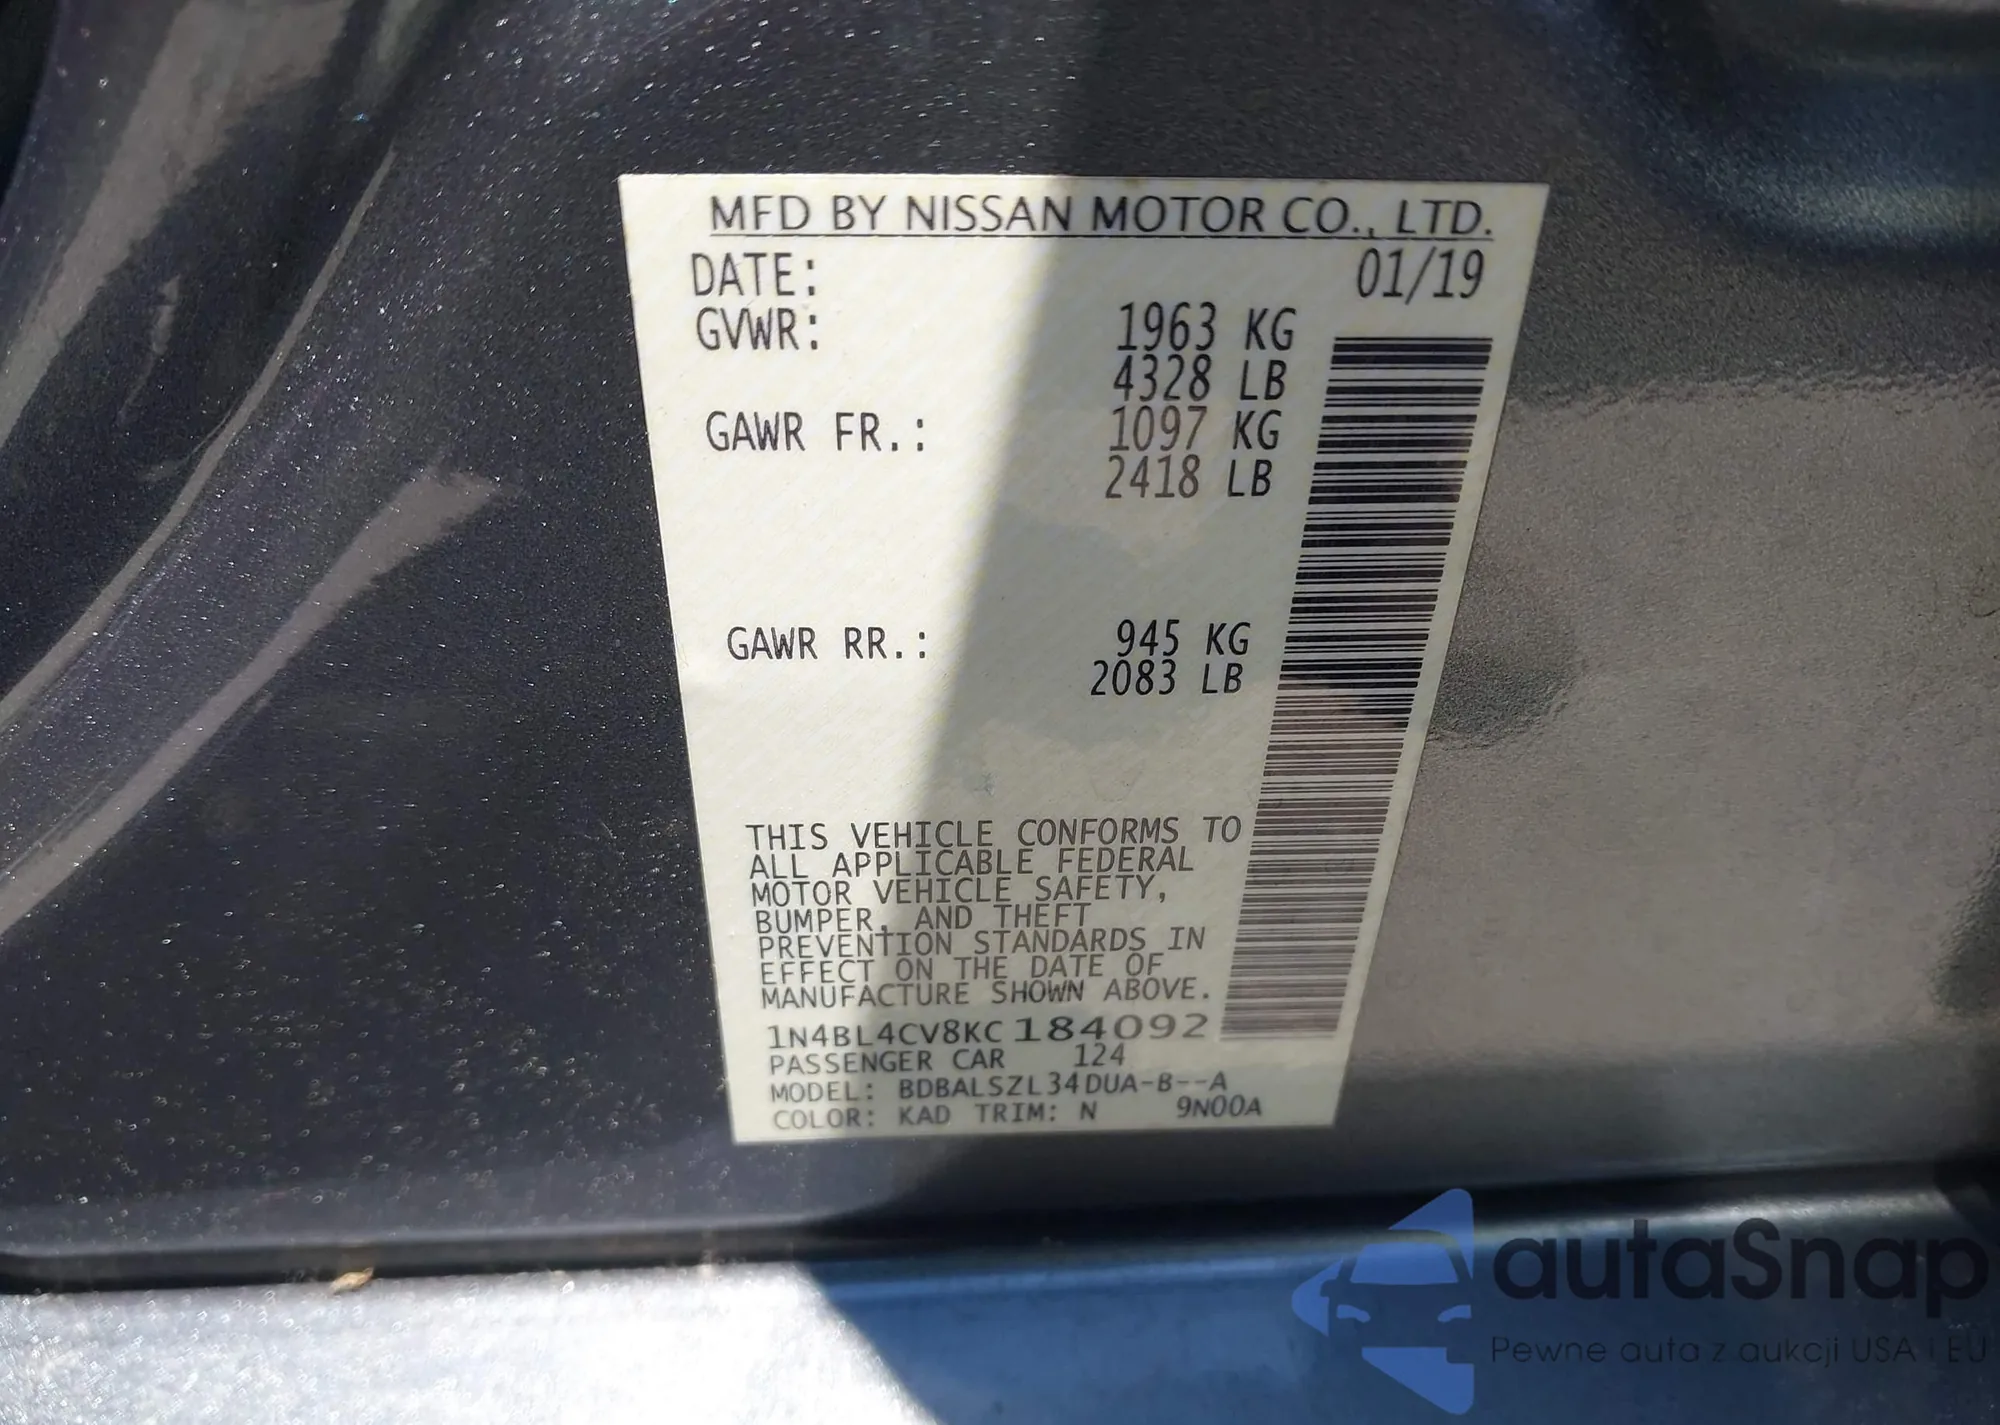 MFD BY NISSAN MOTOR CO., LTD.
DATE: 01/19
GVWR: 1963 KG
4328 LB
GAWR FR.: 1097 KG
2418 LB
GAWR RR.: 945 KG
2083 LB
THIS VEHICLE CONFORMS TO
ALL APPLICABLE FEDERAL
MOTOR VEHICLE SAFETY,
BUMPER, AND THEFT
PREVENTION STANDARDS IN
EFFECT ON THE DATE OF
MANUFACTURE SHOWN ABOVE.
1N4BL4CV8KC184092
PASSENGER CAR 124
MODEL: BDBALSZL34DUA-B--A
COLOR: KAD TRIM: N 9N00A
autaSnap
Pewne auta z aukcji USA i EU